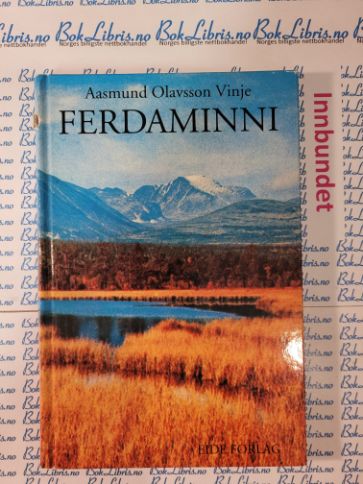 BokLibris.no
Norges billigste nettbokhandel
Aasmund Olavsson Vinje
FERDAMINNI
EIDE FORLAG
Innbundet